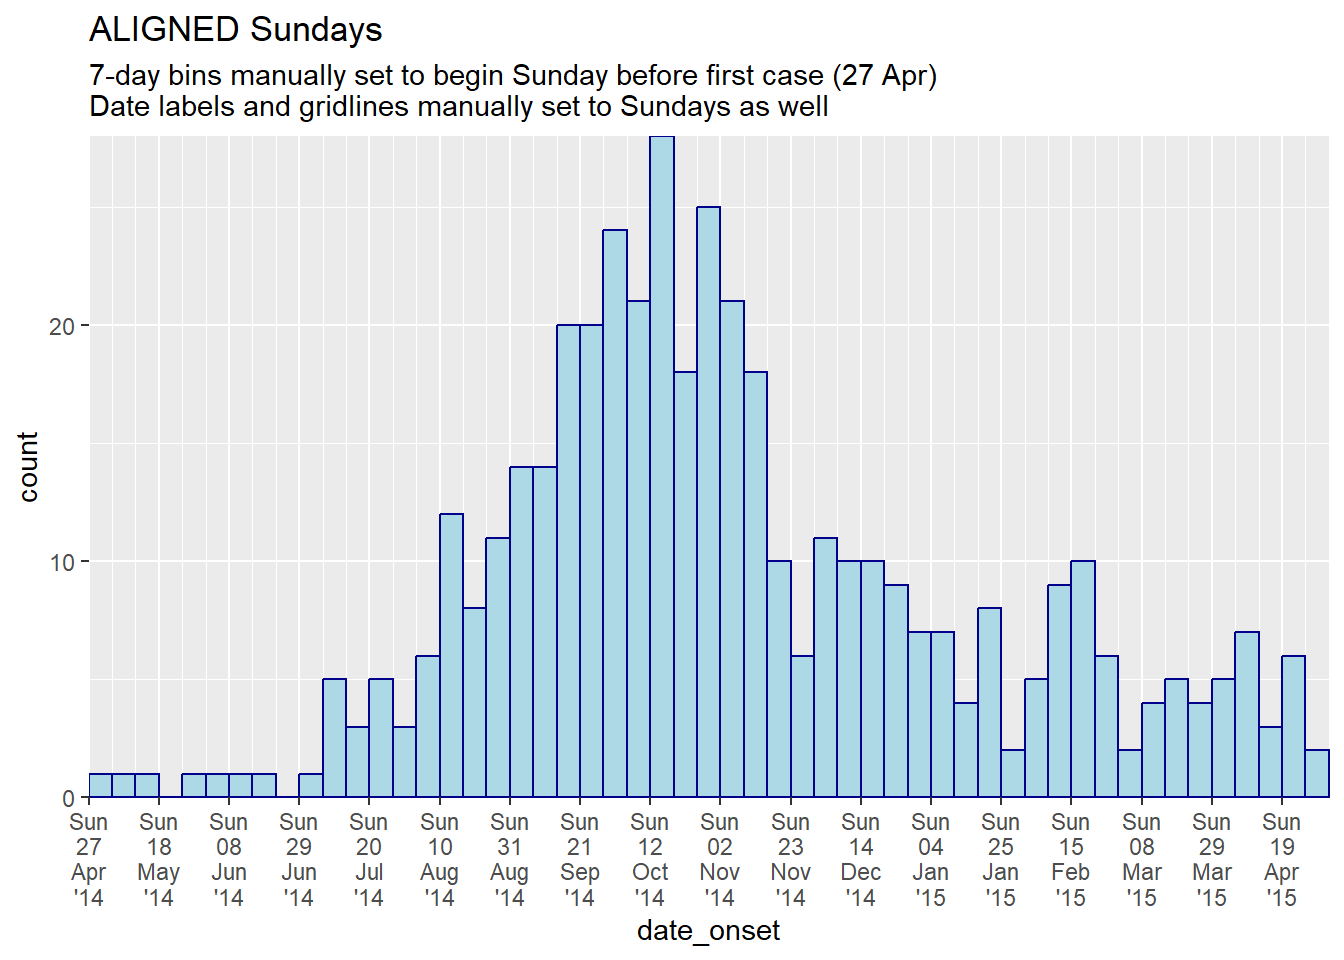 ALIGNED Sundays
7-day bins manually set to begin Sunday before first case (27 Apr)
Date labels and gridlines manually set to Sundays as well
count
20
10
0
Sun Sun Sun Sun Sun Sun Sun Sun Sun Sun Sun Sun Sun Sun Sun Sun Sun Sun
27 18 08 29 20 10 31 21 12 02 23 14 04 25 15 08 29 19
Apr May Jun Jun Jul Aug Aug Sep Oct Nov Nov Dec Jan Jan Feb Mar Mar Apr
'14 '14 '14 '14 '14 '14 '14 '14 '14 '14 '14 '14 '15 '15 '15 '15 '15 '15
date_onset